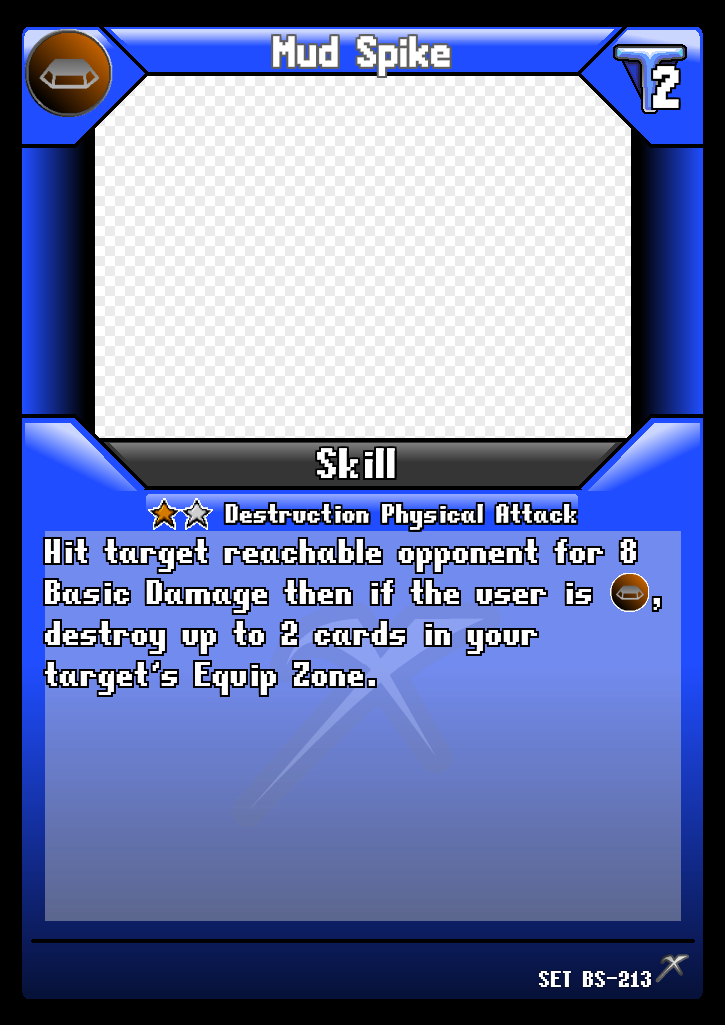 Mud Spike
2
Skill
Destruction Physical Attack
Hit target reachable opponent for 8
Basic Damage then if the user is ,
destroy up to 2 cards in your
target's Equip Zone.
SET BS-213